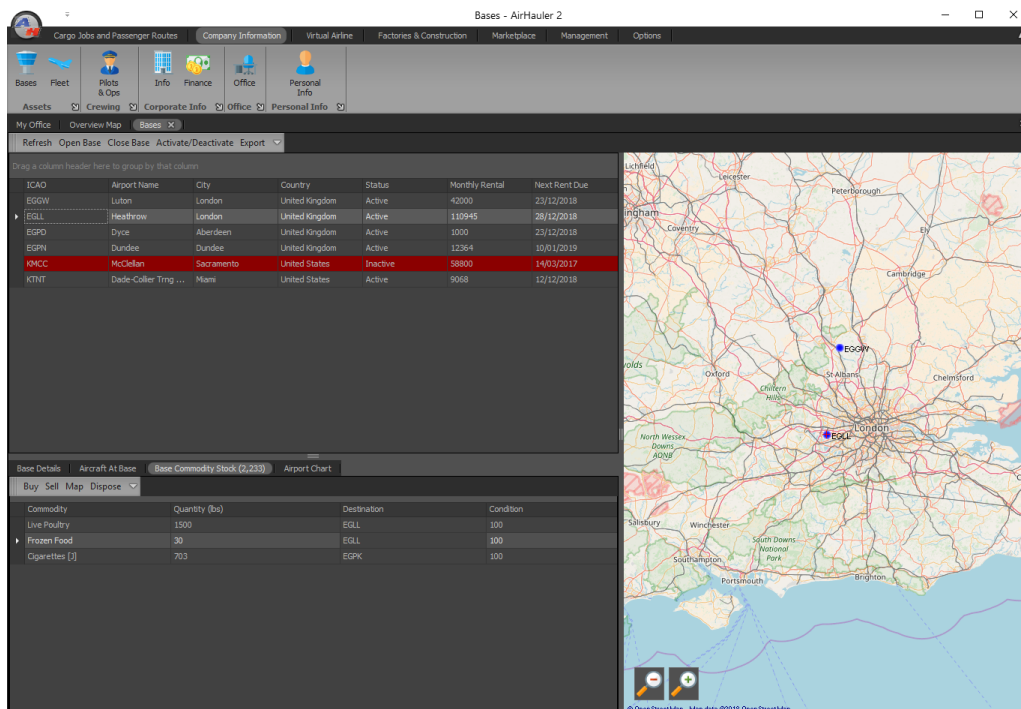 Bases - AirHauler 2
Cargo Jobs and Passenger Routes Company Information Virtual Airline Factories & Construction Marketplace Management Options
Bases Fleet Pilots & Ops Info Finance Office Personal Info
Assets Crewing Corporate Info Office Personal Info
My Office Overview Map Bases X
Refresh Open Base Close Base Activate/Deactivate Export
Drag a column header here to group by that column
ICAO Airport Name City Country Status Monthly Rental Next Rent Due
EGGW Luton London United Kingdom Active 42000 23/12/2018
EGLL Heathrow London United Kingdom Active 110945 28/12/2018
EGPD Dyce Aberdeen United Kingdom Active 1000 23/12/2018
EGPN Dundee Dundee United Kingdom Active 12364 10/01/2019
KMCC McClellan Sacramento United States Inactive 58800 14/03/2017
KTNT Dade-Collier Trng ... Miami United States Active 9068 12/12/2018
Base Details Aircraft At Base Base Commodity Stock (2,233) Airport Chart
Buy Sell Map Dispose
Commodity Quantity (lbs) Destination Condition
Live Poultry 1500 EGLL 100
Frozen Food 30 EGLL 100
Cigarettes [J] 703 EGPK 100
Lichfield
Leicester
Peterborough
ingham
Coventry
Ely
Cambridge
EGGW
volds
Oxford
St Albans
Chelmsford
Chiltern
Hills
London
EGLL
North Wessex
Downs
AONB
Salisbury
Winchester
South Downs
National
Park
Southampton
Portsmouth
Brighton
© OpenStreetMap - Map data ©2018 OpenStreetMap